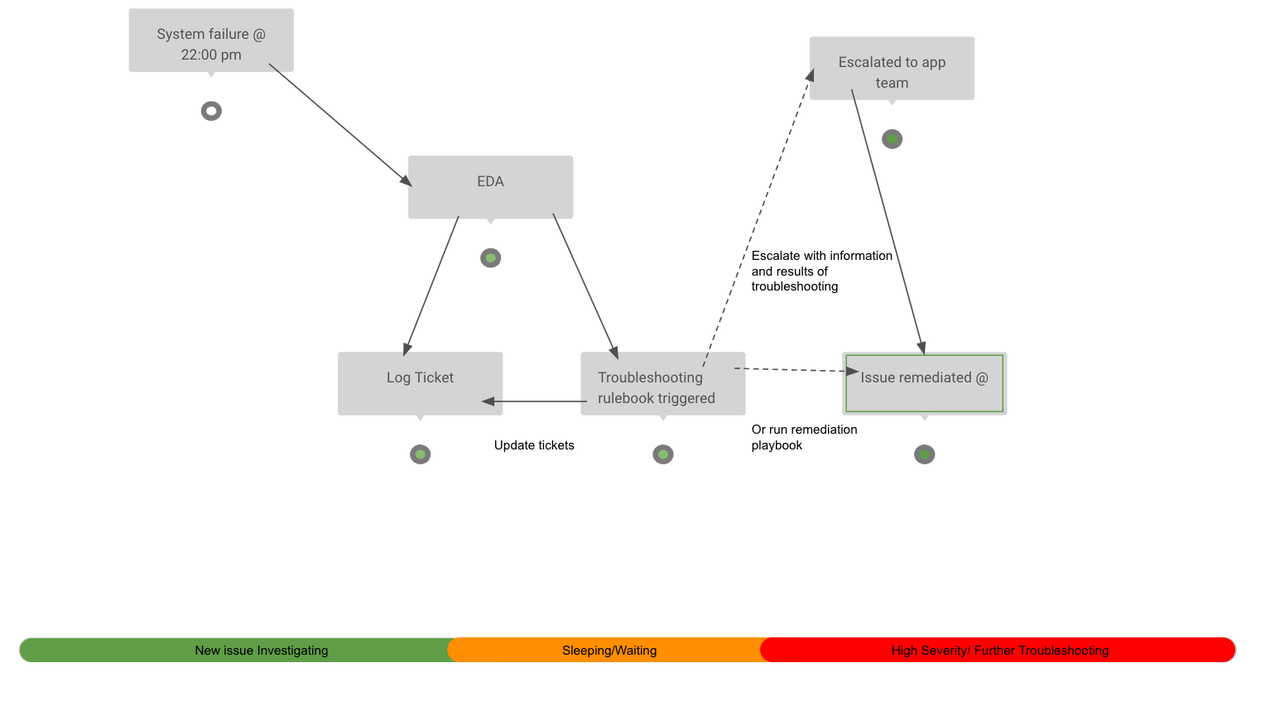 System failure @
22:00 pm
Escalated to app
team
EDA
Escalate with information
and results of
troubleshooting
Log Ticket
Troubleshooting
rulebook triggered
Issue remediated @
Update tickets
Or run remediation
playbook
New issue Investigating
Sleeping/Waiting
High Severity/ Further Troubleshooting